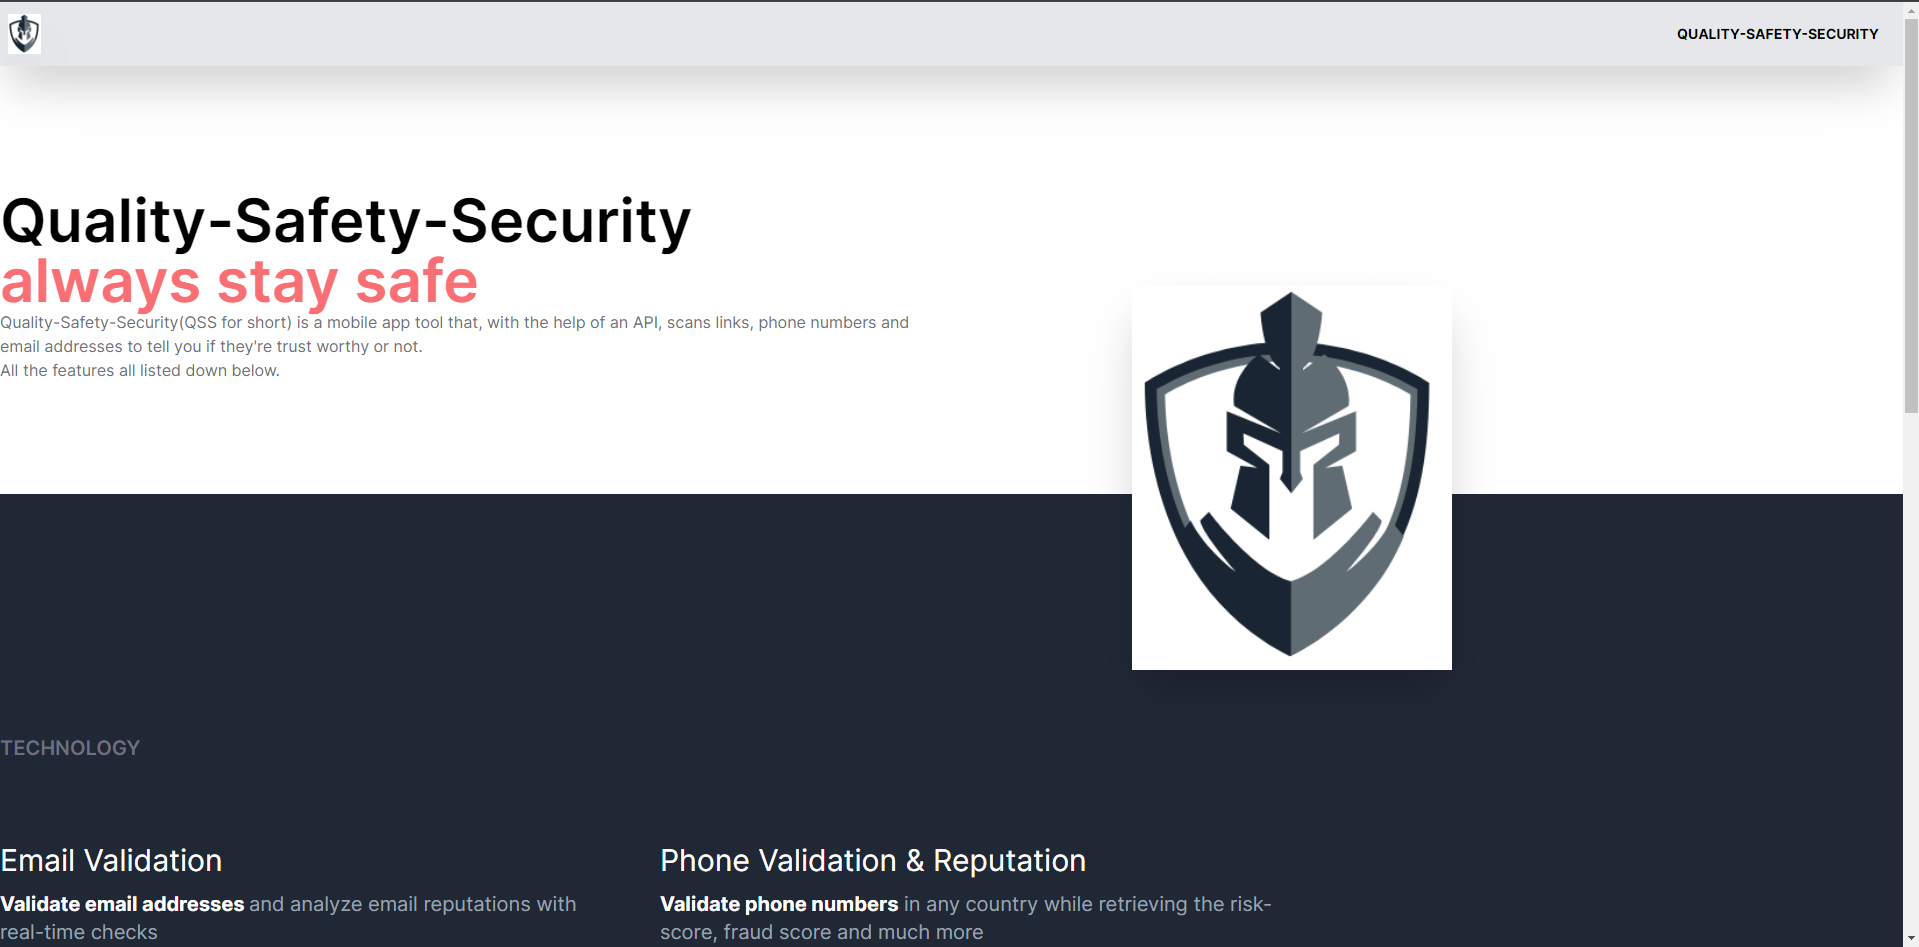 QUALITY-SAFETY-SECURITY
Quality-Safety-Security
always stay safe
Quality-Safety-Security(QSS for short) is a mobile app tool that, with the help of an API, scans links, phone numbers and
email addresses to tell you if they're trust worthy or not.
All the features all listed down below.
TECHNOLOGY
Email Validation
Validate email addresses and analyze email reputations with
real-time checks
Phone Validation & Reputation
Validate phone numbers in any country while retrieving the risk-
score, fraud score and much more